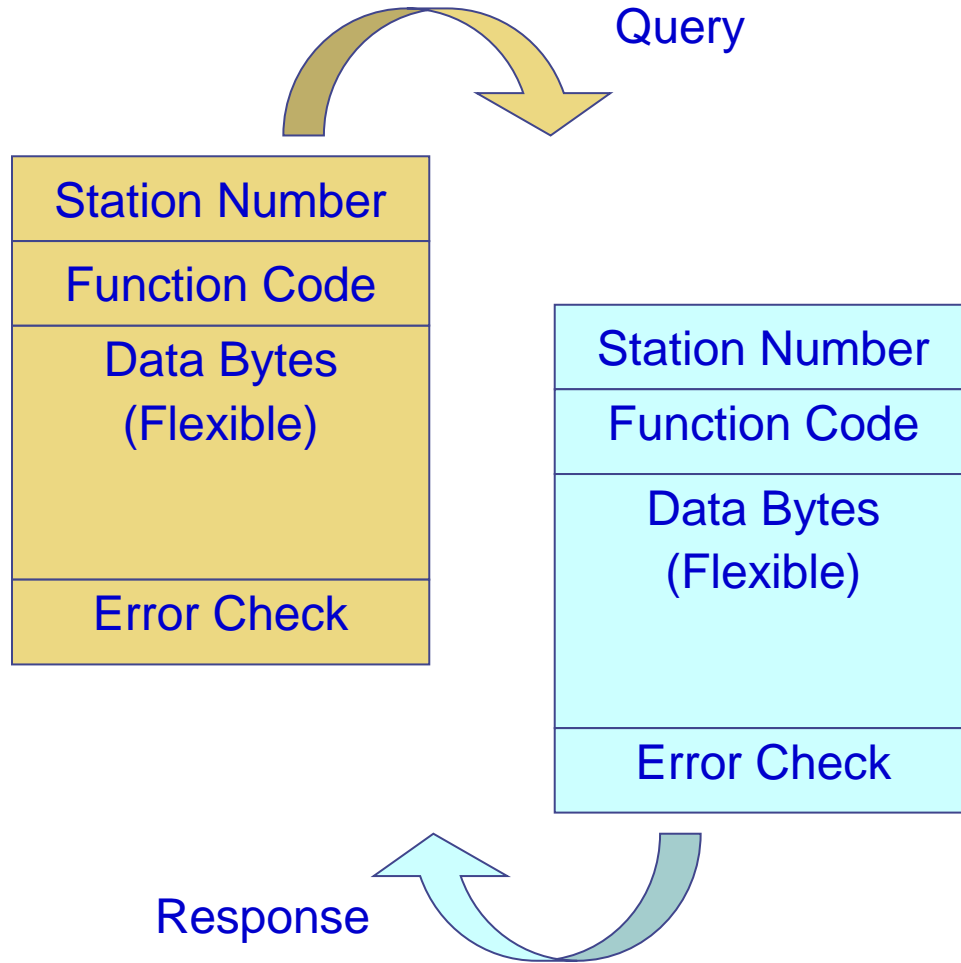 Query
Station Number
Function Code
Data Bytes
(Flexible)
Error Check
Station Number
Function Code
Data Bytes
(Flexible)
Error Check
Response